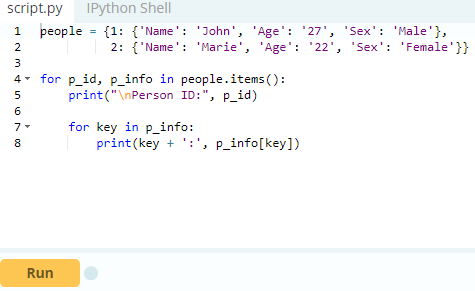 script.py IPython Shell
1 people = {1: {'Name': 'John', 'Age': '27', 'Sex': 'Male'},
2           2: {'Name': 'Marie', 'Age': '22', 'Sex': 'Female'}}
3
4 for p_id, p_info in people.items():
5     print("\nPerson ID:", p_id)
6
7     for key in p_info:
8         print(key + ':', p_info[key])
Run